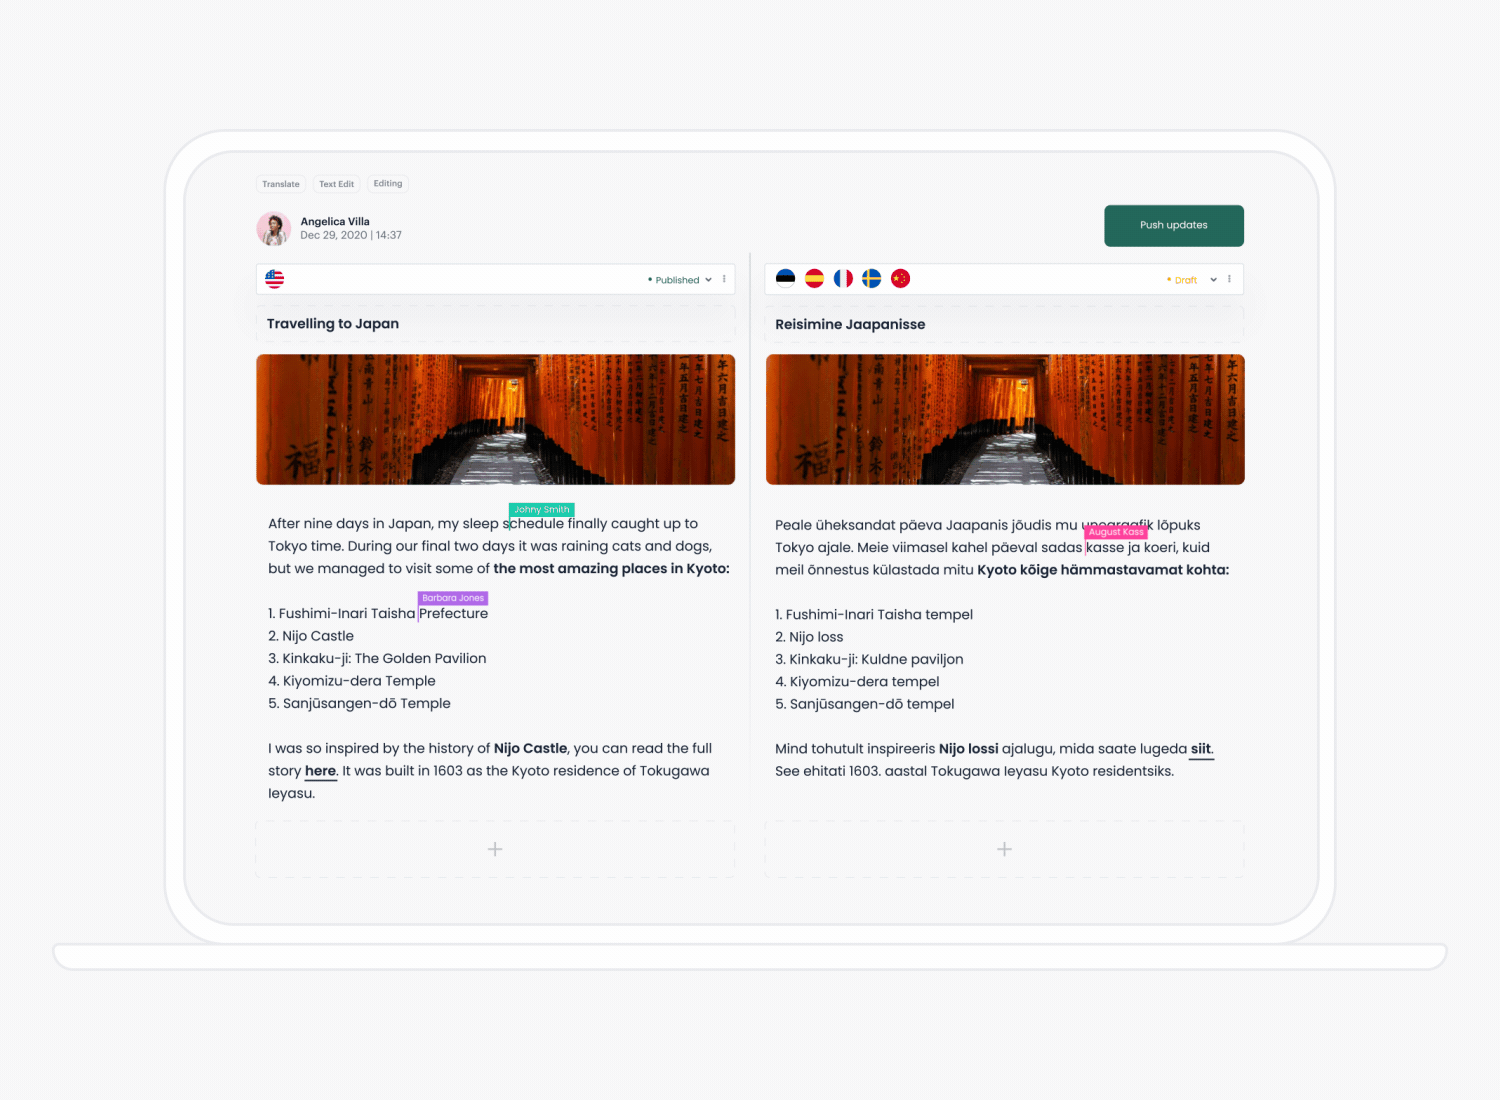 Translate
Text Edit
Editing
Angelica Villa
Dec 29, 2020 | 14:37
Push updates
Published
Travelling to Japan
Johny Smith
After nine days in Japan, my sleep schedule finally caught up to
Tokyo time. During our final two days it was raining cats and dogs,
but we managed to visit some of the most amazing places in Kyoto:
Barbara Jones
1. Fushimi-Inari Taisha Prefecture
2. Nijo Castle
3. Kinkaku-ji: The Golden Pavilion
4. Kiyomizu-dera Temple
5. Sanjūsangen-dō Temple
I was so inspired by the history of Nijo Castle, you can read the full
story here. It was built in 1603 as the Kyoto residence of Tokugawa
Ieyasu.
+
Draft
Reisimine Jaapanisse
Peale üheksandat päeva Jaapanis jõudis mu unegraafik lõpuks
August Kass
Tokyo ajale. Meie viimasel kahel päeval sadas kasse ja koeri, kuid
meil õnnestus külastada mitu Kyoto kõige hämmastavamat kohta:
1. Fushimi-Inari Taisha tempel
2. Nijo loss
3. Kinkaku-ji: Kuldne paviljon
4. Kiyomizu-dera tempel
5. Sanjūsangen-dō tempel
Mind tohutult inspireeris Nijo lossi ajalugu, mida saate lugeda siit.
See ehitati 1603. aastal Tokugawa Ieyasu Kyoto residentsiks.
+